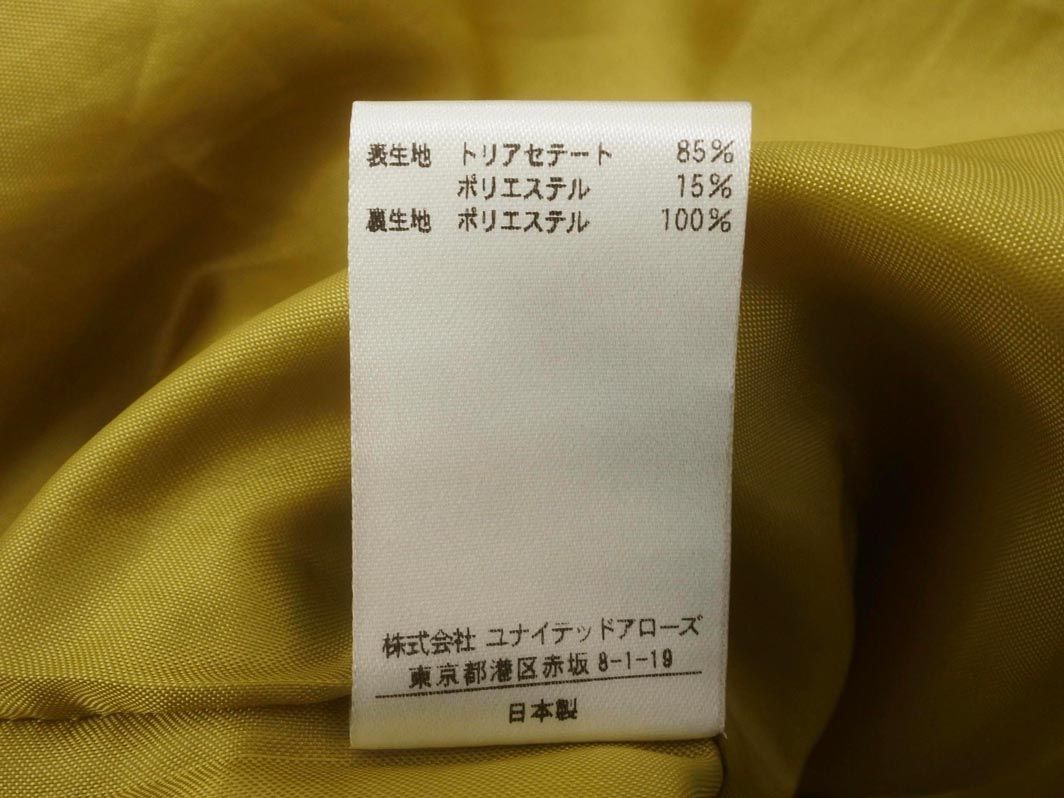 表生地 トリアセテート 85%
ポリエステル 15%
裏生地 ポリエステル 100%
株式会社 ユナイテッドアローズ
東京都港区赤坂 8-1-19
日本製